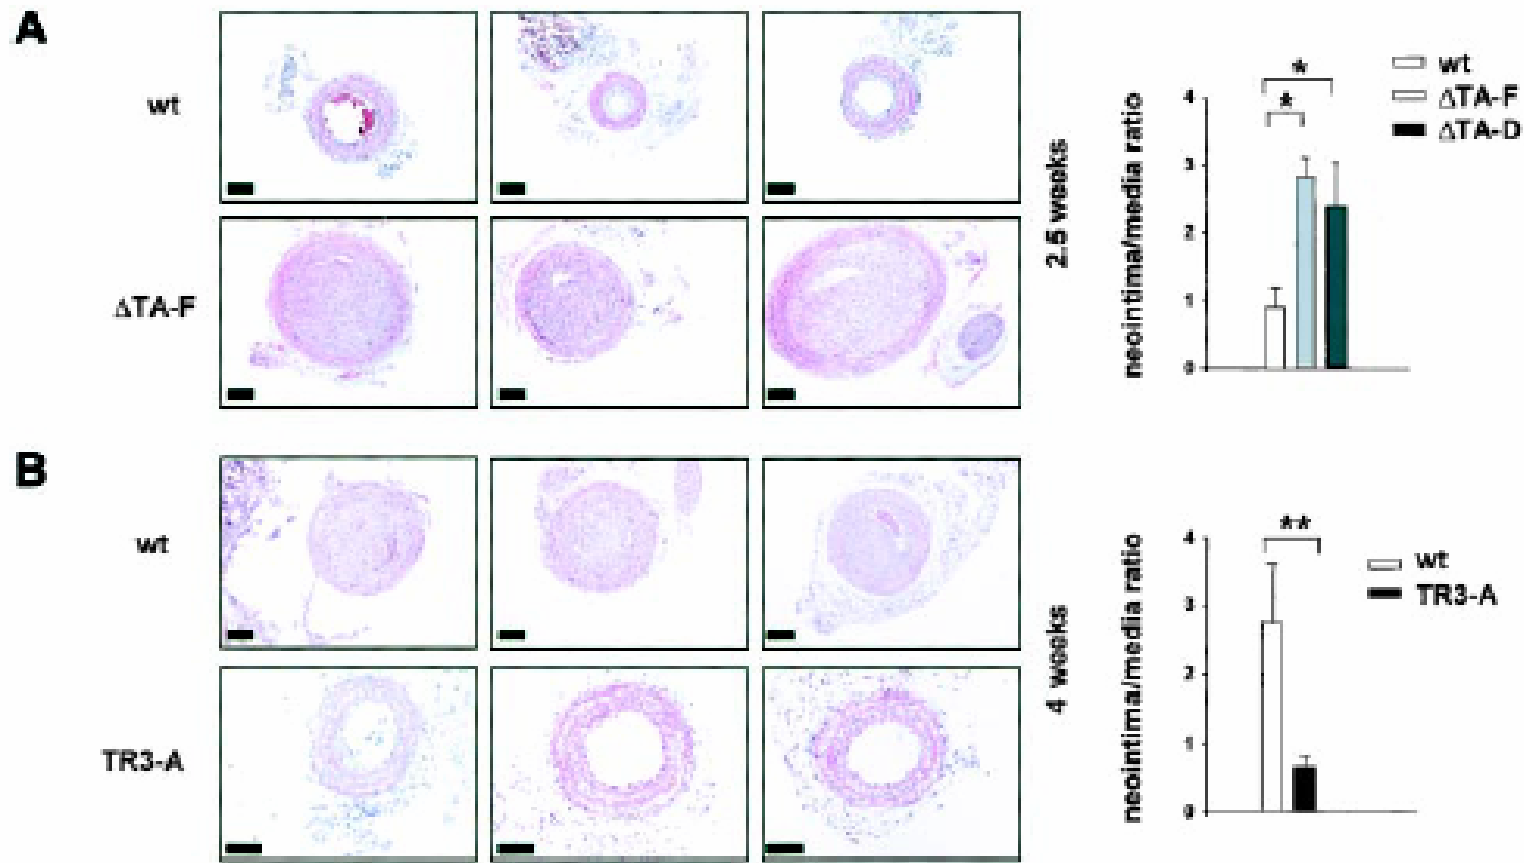 A
wt
ΔTA-F
2.5 weeks
neointima/media ratio
4
3
2
1
0
*
*
wt
ΔTA-F
ΔTA-D
B
wt
TR3-A
4 weeks
neointima/media ratio
4
3
2
1
0
**
wt
TR3-A